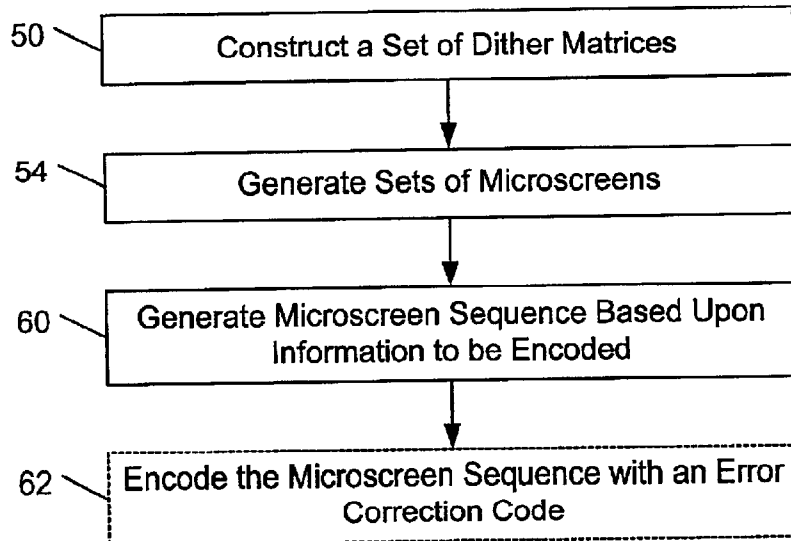 50
Construct a Set of Dither Matrices
54
Generate Sets of Microscreens
60
Generate Microscreen Sequence Based Upon
Information to be Encoded
62
Encode the Microscreen Sequence with an Error
Correction Code